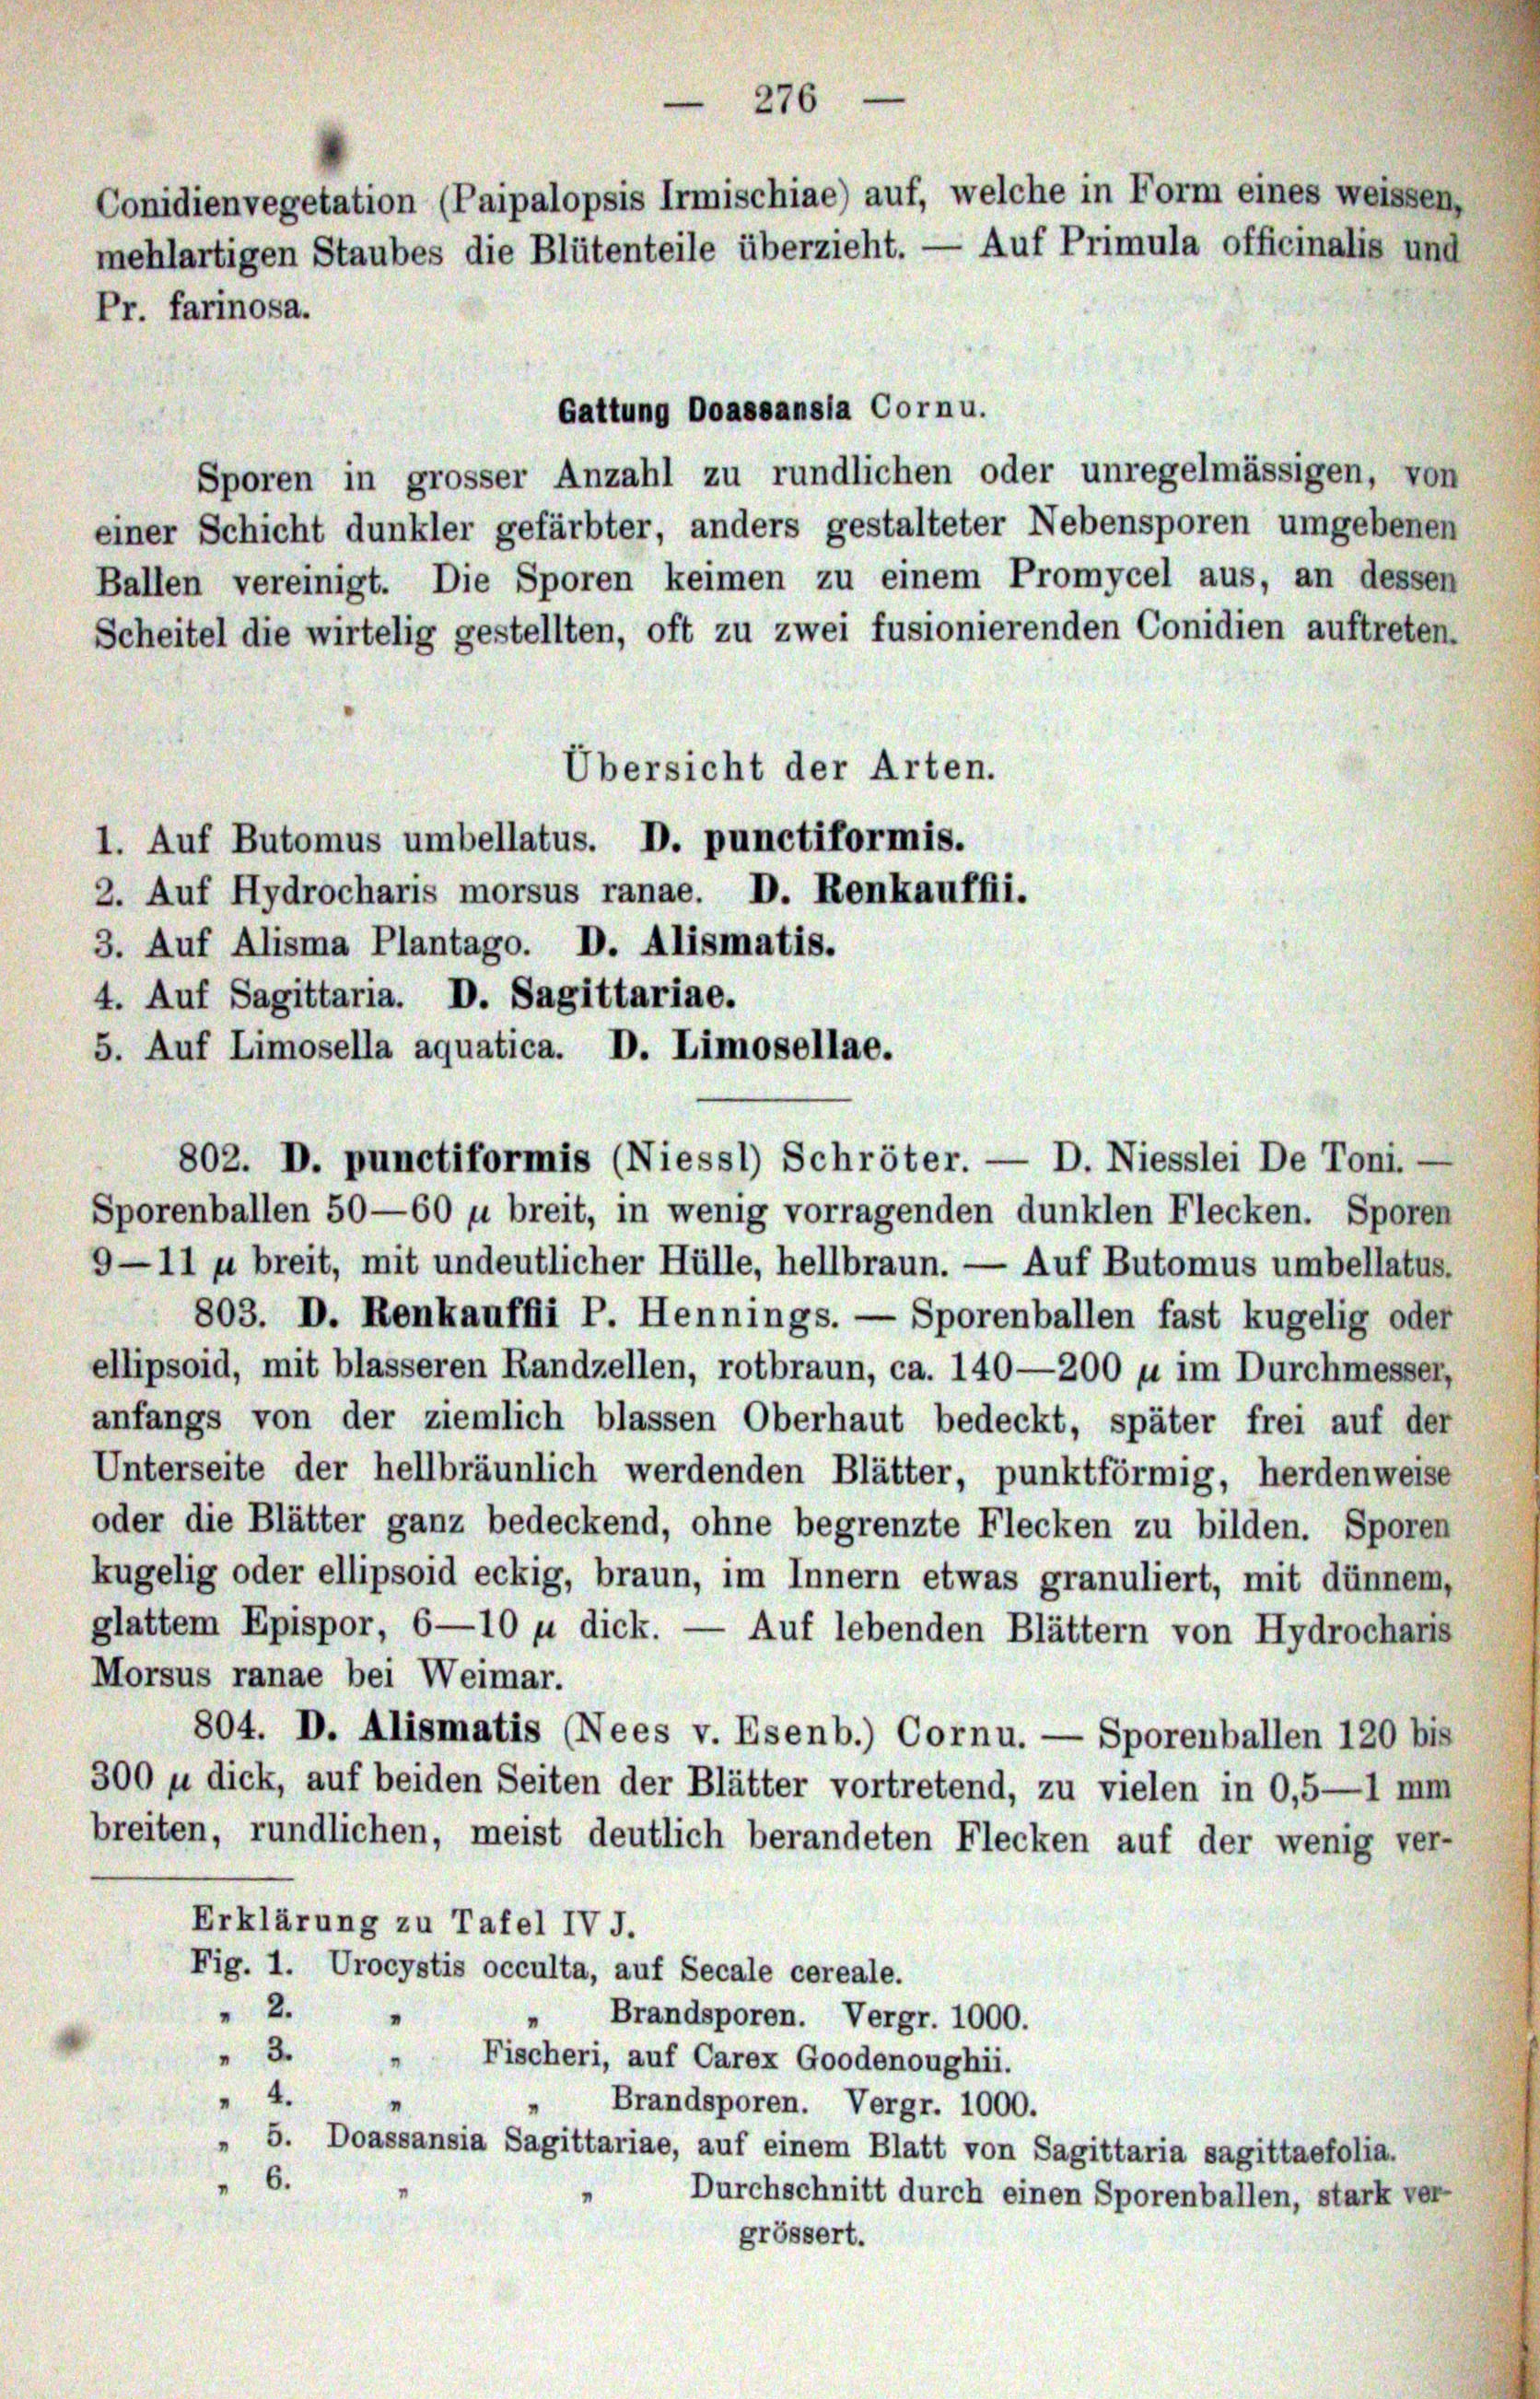 — 276 —
Conidienvegetation (Paipalopsis Irmischiae) auf, welche in Form eines weissen,
mehlartigen Staubes die Blütenteile überzieht. — Auf Primula officinalis und
Pr. farinosa.
Gattung Doassansia Cornu.
Sporen in grosser Anzahl zu rundlichen oder unregelmässigen, von
einer Schicht dunkler gefärbter, anders gestalteter Nebensporen umgebenen
Ballen vereinigt. Die Sporen keimen zu einem Promycel aus, an dessen
Scheitel die wirtelig gestellten, oft zu zwei fusionierenden Conidien auftreten.
Übersicht der Arten.
1. Auf Butomus umbellatus. D. punctiformis.
2. Auf Hydrocharis morsus ranae. D. Renkauffii.
3. Auf Alisma Plantago. D. Alismatis.
4. Auf Sagittaria. D. Sagittariae.
5. Auf Limosella aquatica. D. Limosellae.
802. D. punctiformis (Niessl) Schröter. — D. Niesslei De Toni. —
Sporenballen 50—60 µ breit, in wenig vorragenden dunklen Flecken. Sporen
9—11 µ breit, mit undeutlicher Hülle, hellbraun. — Auf Butomus umbellatus.
803. D. Renkauffii P. Hennings. — Sporenballen fast kugelig oder
ellipsoid, mit blasseren Randzellen, rotbraun, ca. 140—200 µ im Durchmesser,
anfangs von der ziemlich blassen Oberhaut bedeckt, später frei auf der
Unterseite der hellbräunlich werdenden Blätter, punktförmig, herdenweise
oder die Blätter ganz bedeckend, ohne begrenzte Flecken zu bilden. Sporen
kugelig oder ellipsoid eckig, braun, im Innern etwas granuliert, mit dünnem,
glattem Epispor, 6—10 µ dick. — Auf lebenden Blättern von Hydrocharis
Morsus ranae bei Weimar.
804. D. Alismatis (Nees v. Esenb.) Cornu. — Sporenballen 120 bis
300 µ dick, auf beiden Seiten der Blätter vortretend, zu vielen in 0,5—1 mm
breiten, rundlichen, meist deutlich berandeten Flecken auf der wenig ver-
Erklärung zu Tafel IV J.
Fig. 1. Urocystis occulta, auf Secale cereale.
„ 2. „ „ Brandsporen. Vergr. 1000.
„ 3. „ Fischeri, auf Carex Goodenoughii.
„ 4. „ „ Brandsporen. Vergr. 1000.
„ 5. Doassansia Sagittariae, auf einem Blatt von Sagittaria sagittaefolia.
„ 6. „ „ Durchschnitt durch einen Sporenballen, stark ver-
grössert.